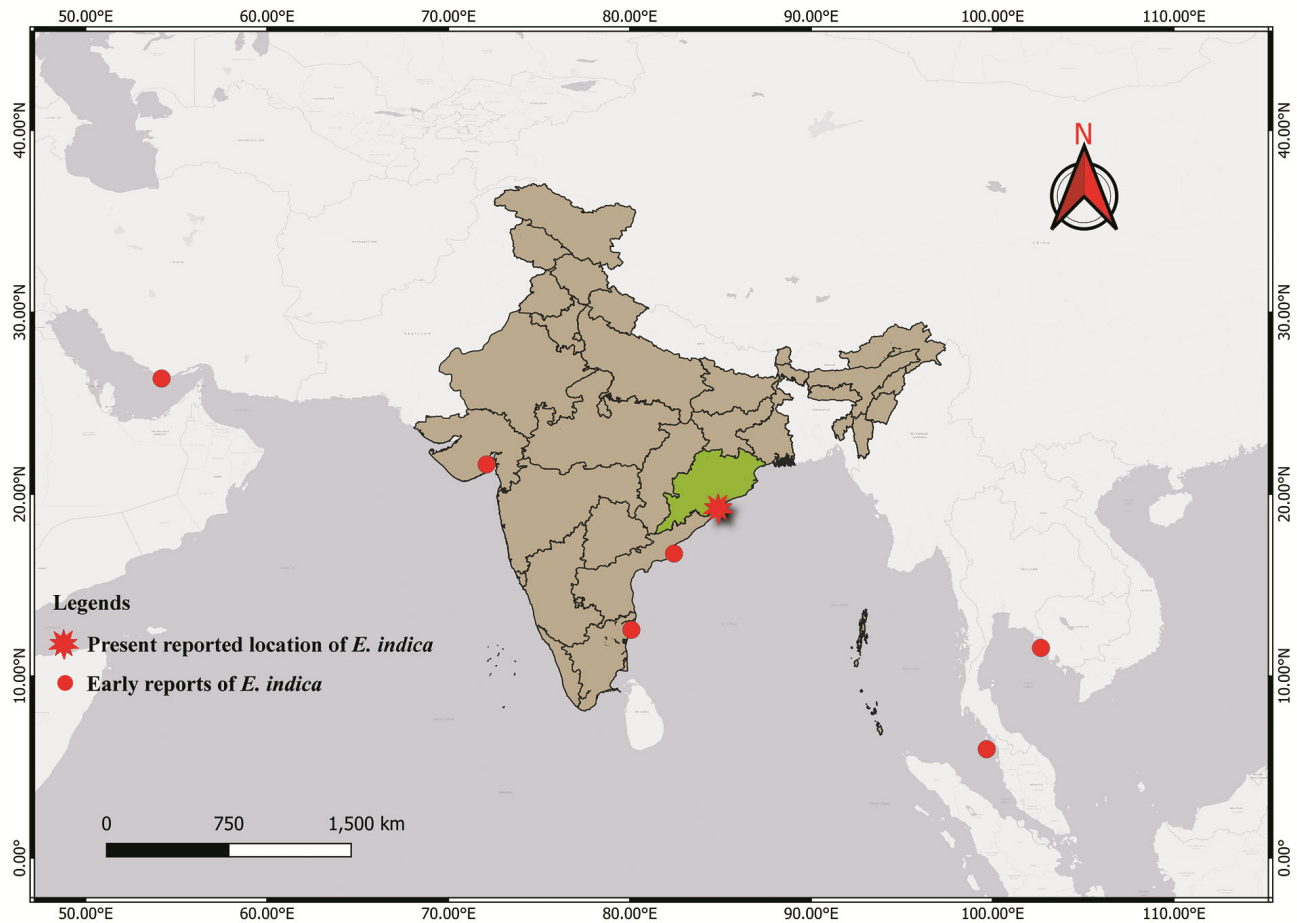 50.00°E 60.00°E 70.00°E 80.00°E 90.00°E 100.00°E 110.00°E
40.00°N 40.00°N
N
30.00°N 30.00°N
20.00°N 20.00°N
Legends
Present reported location of E. indica
Early reports of E. indica
10.00°N 10.00°N
0 750 1,500 km
0.00° 0.00°
50.00°E 60.00°E 70.00°E 80.00°E 90.00°E 100.00°E 110.00°E